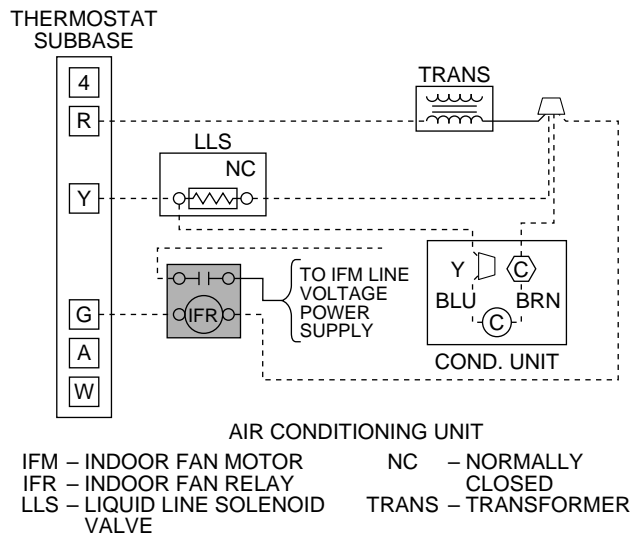 THERMOSTAT
SUBBASE
4
R
Y
G
A
W
TRANS
LLS
NC
IFR
TO IFM LINE
VOLTAGE
POWER
SUPPLY
Y
C
BLU
BRN
C
COND. UNIT
AIR CONDITIONING UNIT
IFM – INDOOR FAN MOTOR
IFR – INDOOR FAN RELAY
LLS – LIQUID LINE SOLENOID
VALVE
NC – NORMALLY
CLOSED
TRANS – TRANSFORMER